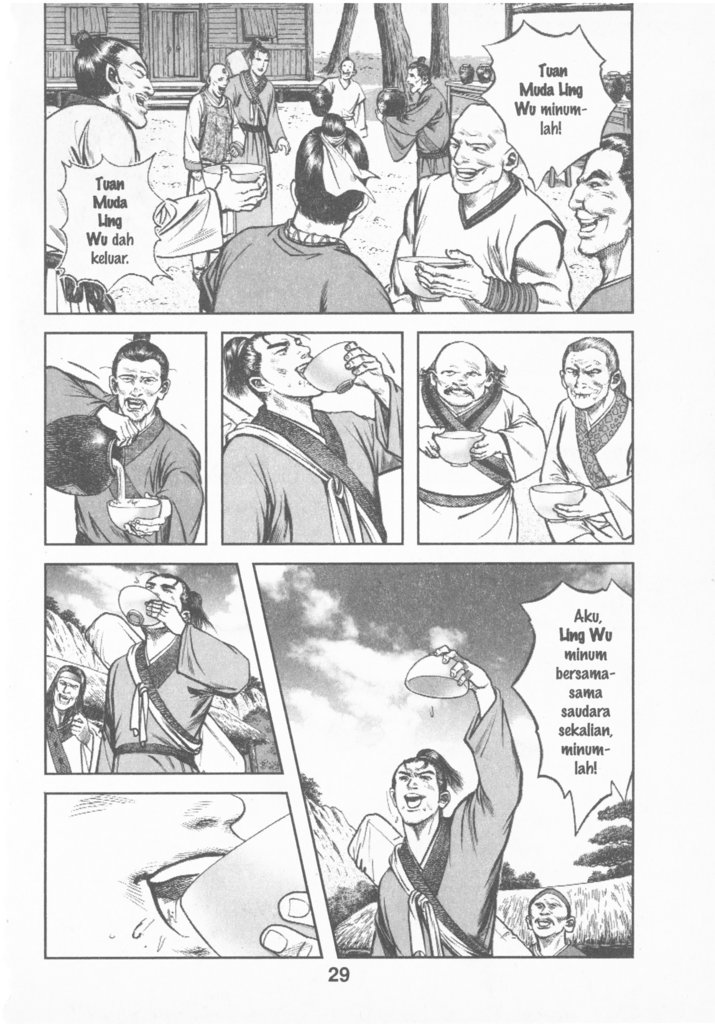 Tuan
Muda Ling
Wu minum-
lah!
Tuan
Muda
Ling
Wu dah
keluar.
Aku,
Ling Wu
minum
bersama-
sama
saudara
sekalian,
minum-
lah!
29